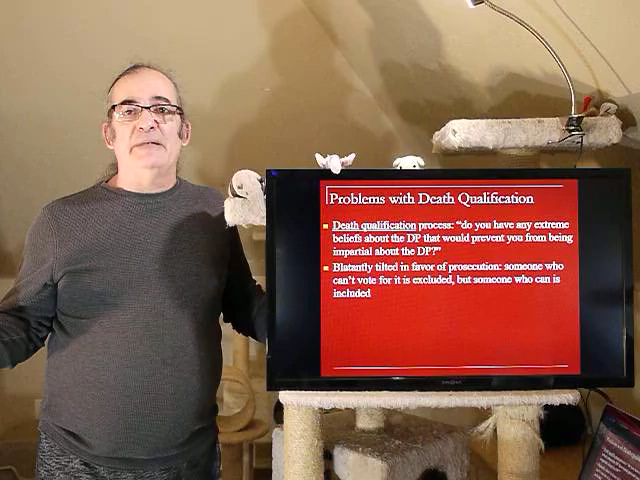 Problems with Death Qualification
Death qualification process: “do you have any extreme
beliefs about the DP that would prevent you from being
impartial about the DP?”
Blatantly tilted in favor of prosecution: someone who
can’t vote for it is excluded, but someone who can is
included